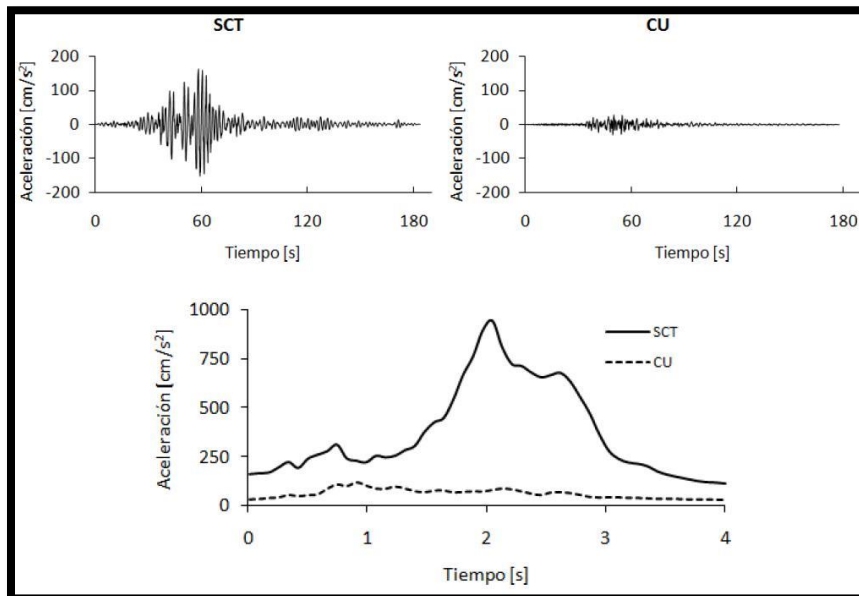 SCT
Aceleración [cm/s²]
200
100
0
-100
-200
0 60 120 180
Tiempo [s]
CU
Aceleración [cm/s²]
200
100
0
-100
-200
0 60 120 180
Tiempo [s]
Aceleración [cm/s²]
1000
750
500
250
0
SCT
CU
0 1 2 3 4
Tiempo [s]